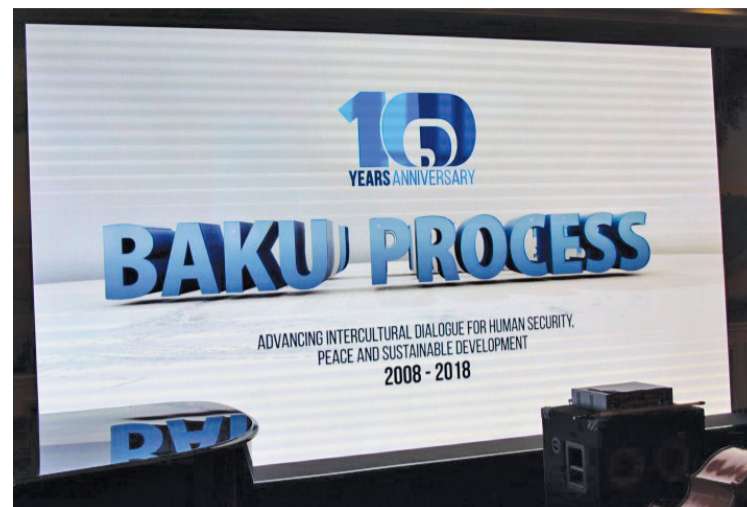 10
YEARS ANNIVERSARY
BAKU PROCESS
ADVANCING INTERCULTURAL DIALOGUE FOR HUMAN SECURITY,
PEACE AND SUSTAINABLE DEVELOPMENT
2008 - 2018